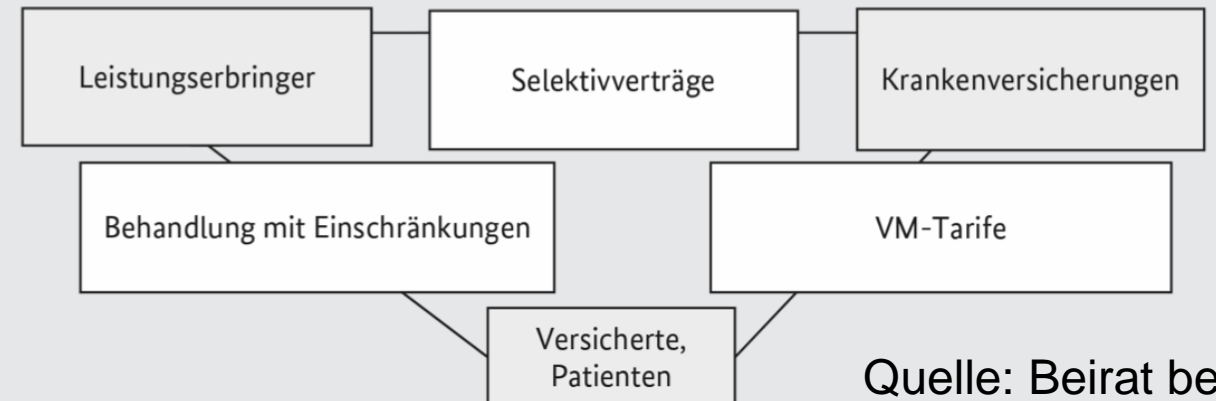 Leistungserbringer
Selektivverträge
Krankenversicherungen
Behandlung mit Einschränkungen
VM-Tarife
Versicherte,
Patienten
Quelle: Beirat be